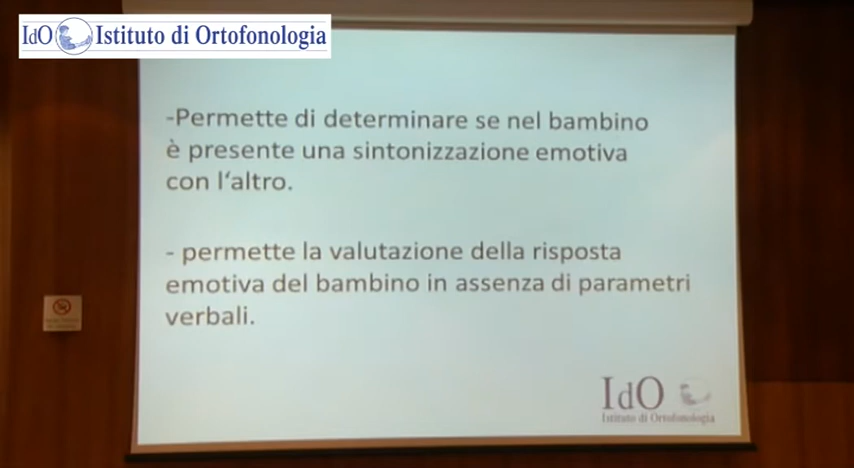 IdO Istituto di Ortofonologia
-Permette di determinare se nel bambino
è presente una sintonizzazione emotiva
con l'altro.
- permette la valutazione della risposta
emotiva del bambino in assenza di parametri
verbali.
IdO
Istituto di Ortofonologia